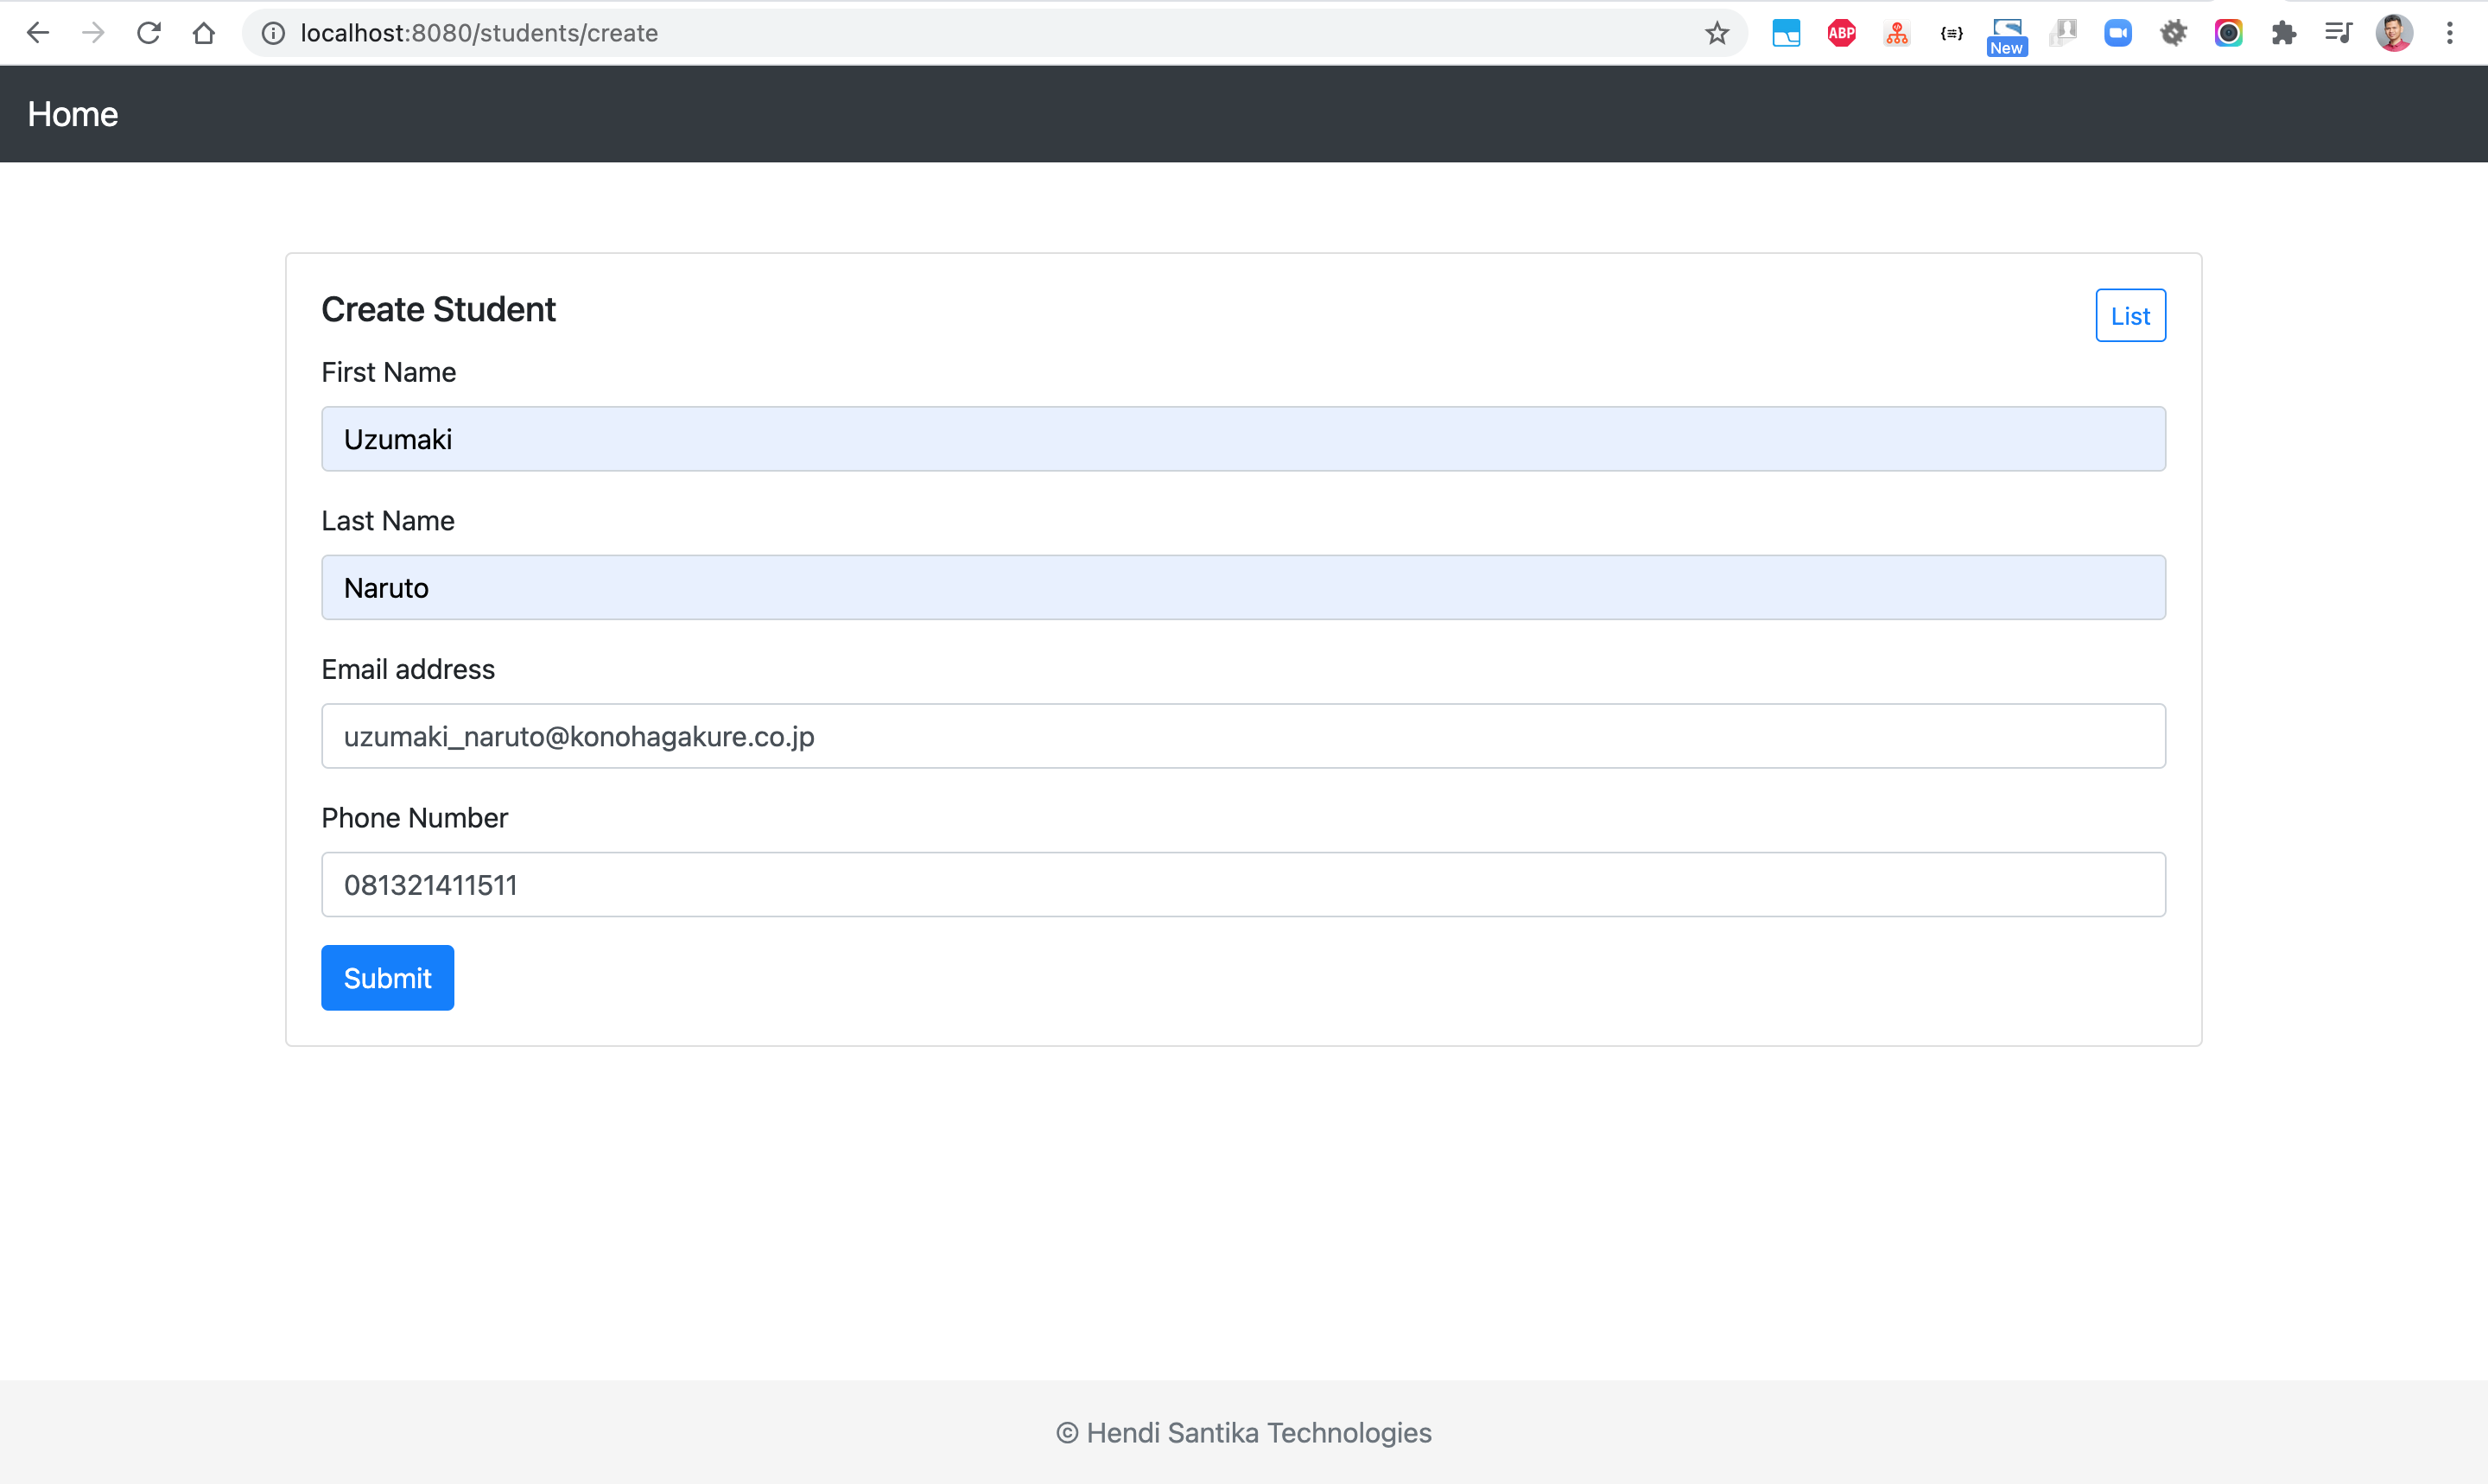 localhost:8080/students/create
ABP
{≡}
New
Home
Create Student
List
First Name
Uzumaki
Last Name
Naruto
Email address
uzumaki_naruto@konohagakure.co.jp
Phone Number
081321411511
Submit
© Hendi Santika Technologies